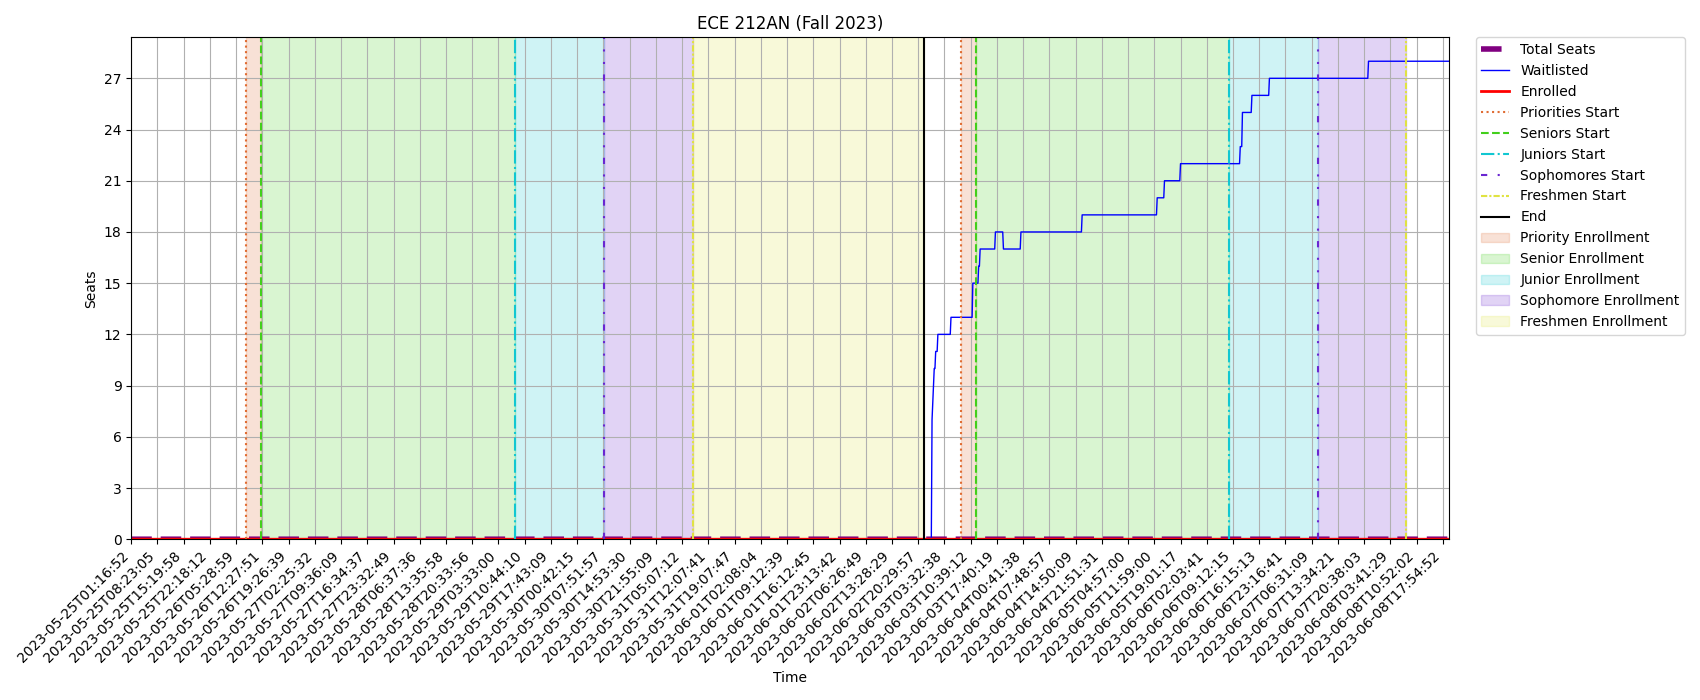 ECE 212AN (Fall 2023)
Seats
27
24
21
18
15
12
9
6
3
0
2023-05-25T01:16:52
2023-05-25T08:23:05
2023-05-25T15:19:58
2023-05-25T22:18:12
2023-05-26T05:28:59
2023-05-26T12:27:51
2023-05-26T19:26:39
2023-05-27T02:25:32
2023-05-27T09:36:09
2023-05-27T16:34:37
2023-05-27T23:32:49
2023-05-28T06:37:36
2023-05-28T13:35:58
2023-05-28T20:33:56
2023-05-29T03:33:00
2023-05-29T10:44:10
2023-05-29T17:43:09
2023-05-30T00:42:15
2023-05-30T07:51:57
2023-05-30T14:53:30
2023-05-30T21:55:09
2023-05-31T05:07:12
2023-05-31T12:07:41
2023-05-31T19:07:47
2023-06-01T02:08:04
2023-06-01T09:12:39
2023-06-01T16:12:45
2023-06-01T23:13:42
2023-06-02T06:26:49
2023-06-02T13:28:29
2023-06-02T20:29:57
2023-06-03T03:32:38
2023-06-03T10:39:12
2023-06-03T17:40:19
2023-06-04T00:41:38
2023-06-04T07:48:57
2023-06-04T14:50:09
2023-06-04T21:51:31
2023-06-05T04:57:00
2023-06-05T11:59:00
2023-06-05T19:01:17
2023-06-06T02:03:41
2023-06-06T09:12:15
2023-06-06T16:15:13
2023-06-06T23:16:41
2023-06-07T06:31:09
2023-06-07T13:34:21
2023-06-07T20:38:03
2023-06-08T03:41:29
2023-06-08T10:52:02
2023-06-08T17:54:52
Time
Total Seats
Waitlisted
Enrolled
Priorities Start
Seniors Start
Juniors Start
Sophomores Start
Freshmen Start
End
Priority Enrollment
Senior Enrollment
Junior Enrollment
Sophomore Enrollment
Freshmen Enrollment